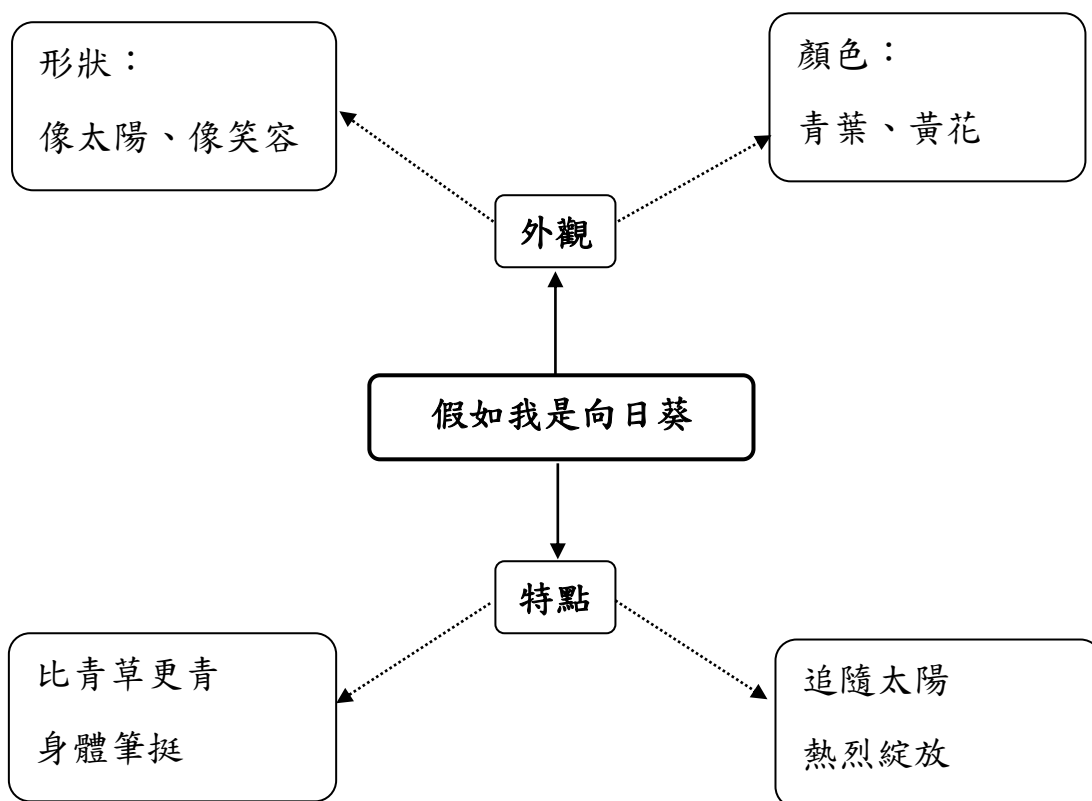 形狀：
像太陽、像笑容
顏色：
青葉、黃花
外觀
假如我是向日葵
特點
比青草更青
身體筆挺
追隨太陽
熱烈綻放